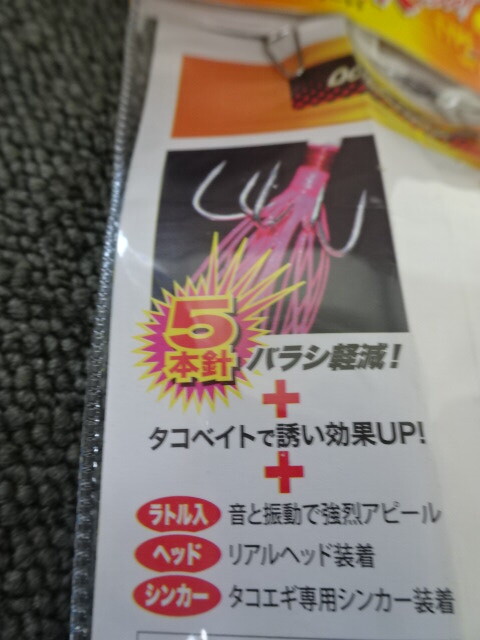 5
本針
バラシ軽減!
+
タコベイトで誘い効果UP!
+
ラトル入 音と振動で強烈アピール
ヘッド リアルヘッド装着
シンカー タコエギ専用シンカー装着